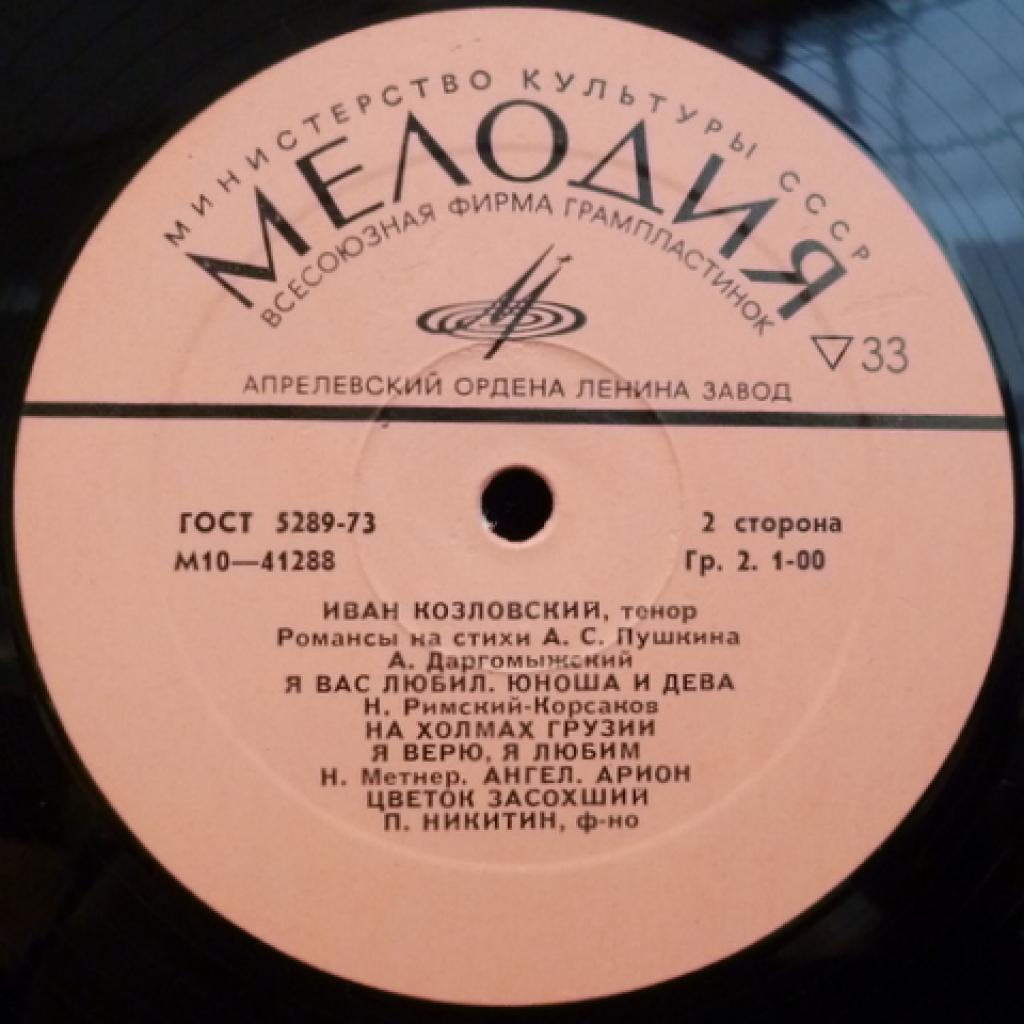 МИНИСТЕРСТВО КУЛЬТУРЫ СССР
МЕЛОДИЯ
ВСЕСОЮЗНАЯ ФИРМА ГРАМПЛАСТИНОК
33
АПРЕЛЕВСКИЙ ОРДЕНА ЛЕНИНА ЗАВОД
ГОСТ 5289-73
2 сторона
М10—41288
Гр. 2. 1-00
ИВАН КОЗЛОВСКИЙ, тенор
Романсы на стихи А. С. Пушкина
А. Даргомыжский
Я ВАС ЛЮБИЛ. ЮНОША И ДЕВА
Н. Римский-Корсаков
НА ХОЛМАХ ГРУЗИИ
Я ВЕРЮ, Я ЛЮБИМ
Н. Метнер. АНГЕЛ. АРИОН
ЦВЕТОК ЗАСОХШИЙ
П. НИКИТИН, ф-но